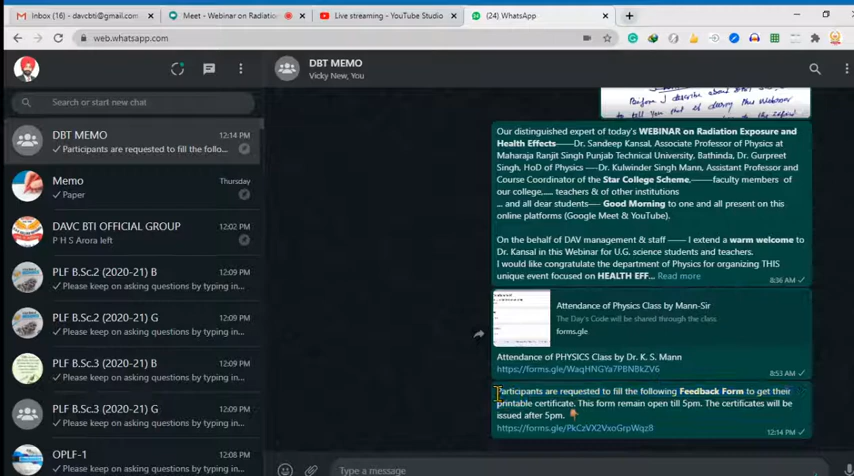 Inbox (10) - davcbti@gmail.com
Meet - Webinar on Radiation
Live streaming - YouTube Studio
(24) WhatsApp
web.whatsapp.com
DBT MEMO
Vicky New, You
Search or start new chat
DBT MEMO 12:14 PM
Participants are requested to fill the follo...
Memo Thursday
Paper
DAVC BTI OFFICIAL GROUP 12:02 PM
P H S Arora left
PLF B.Sc.2 (2020-21) B 12:09 PM
Please keep on asking questions by typing in...
PLF B.Sc.2 (2020-21) G 12:09 PM
Please keep on asking questions by typing in...
PLF B.Sc.3 (2020-21) B 12:09 PM
Please keep on asking questions by typing in...
PLF B.Sc.3 (2020-21) G 12:09 PM
Please keep on asking questions by typing in...
OPLF-1 12:08 PM
Before I describe about
to tell you that is during this Webinar
Our distinguished expert of today's WEBINAR on Radiation Exposure and
Health Effects-----Dr. Sandeep Kansal, Associate Professor of Physics at
Maharaja Ranjit Singh Punjab Technical University, Bathinda, Dr. Gurpreet
Singh, HoD of Physics --- Dr. Kulwinder Singh Mann, Assistant Professor and
Course Coordinator of the Star College Scheme,-------faculty members of
our college,..... teachers & of other institutions
... and all dear students----- Good Morning to one and all present on this
online platforms (Google Meet & YouTube).
On the behalf of DAV management & staff ----- I extend a warm welcome to
Dr. Kansal in this Webinar for U.G. science students and teachers.
I would like congratulate the department of Physics for organizing THIS
unique event focused on HEALTH EFF... Read more
8:36 AM
Attendance of Physics Class by Mann-Sir
The Day's Code will be shared through the class
forms.gle
Attendance of PHYSICS Class by Dr. K. S. Mann
https://forms.gle/WaqHNGYa7PBNBkZV6
8:53 AM
Participants are requested to fill the following Feedback Form to get their
printable certificate. This form remain open till 5pm. The certificates will be
issued after 5pm.
https://forms.gle/PkCzVX2VxoGrpWqz8
12:14 PM
Type a message